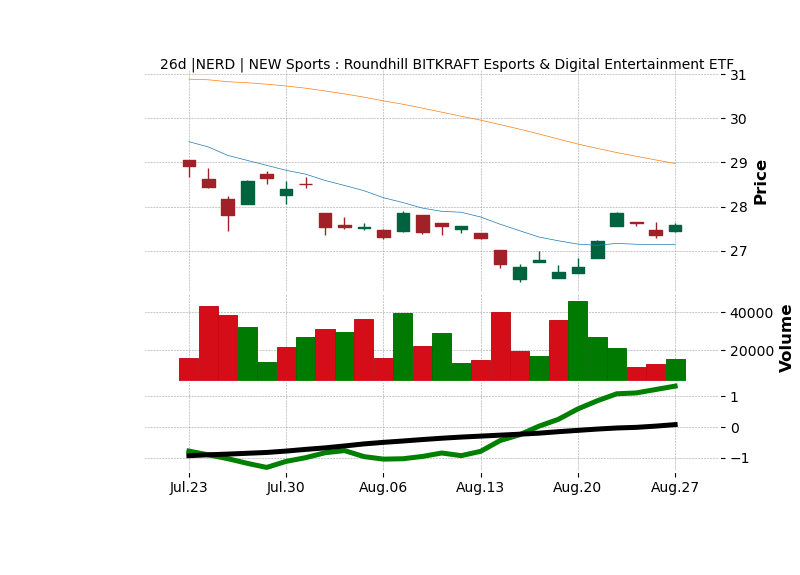 26d |NERD | NEW Sports : Roundhill BITKRAFT Esports & Digital Entertainment ETF
31
30
29
28
27
Price
40000
20000
Volume
1
0
−1
Jul.23 Jul.30 Aug.06 Aug.13 Aug.20 Aug.27